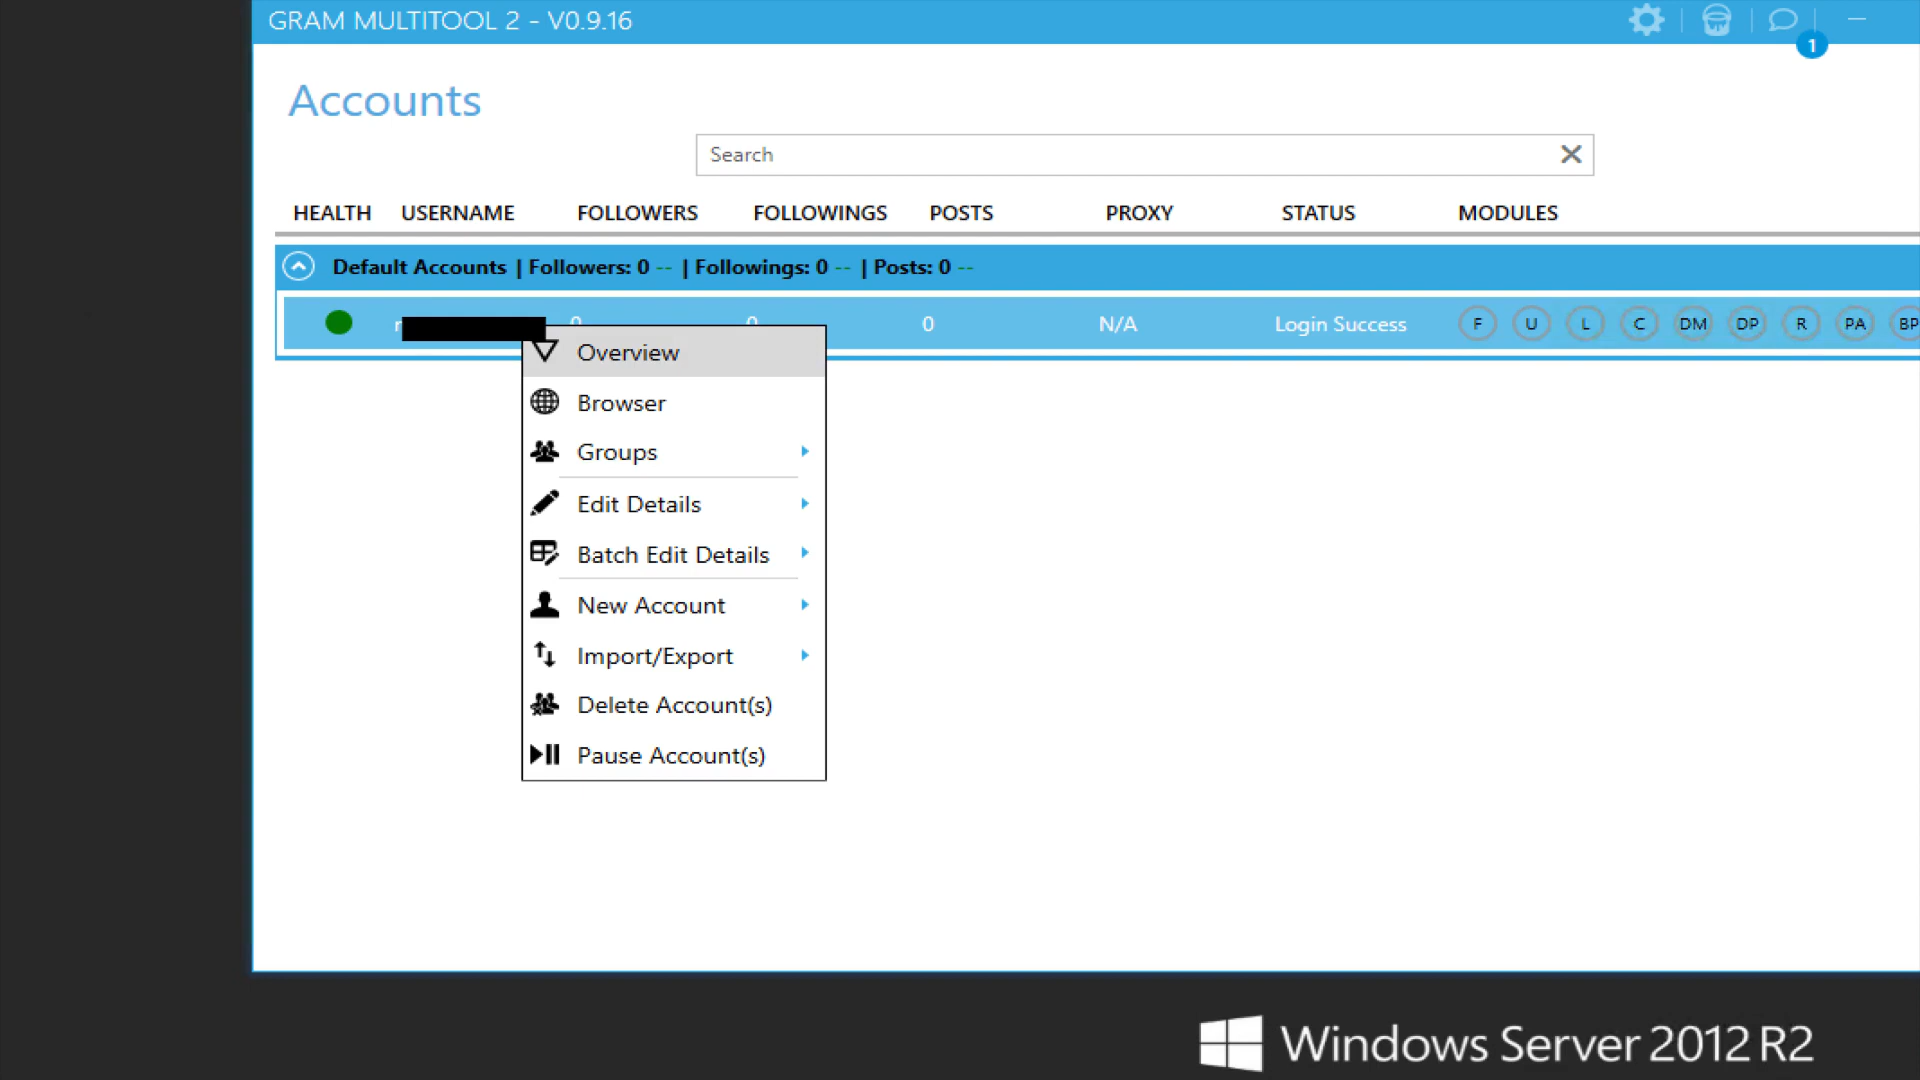 GRAM MULTITOOL 2 - V0.9.16
1
Accounts
Search
HEALTH USERNAME FOLLOWERS FOLLOWINGS POSTS PROXY STATUS MODULES
Default Accounts | Followers: 0 -- | Followings: 0 -- | Posts: 0 --
0 0 0 N/A Login Success F U L C DM DP R PA BP
Overview
Browser
Groups
Edit Details
Batch Edit Details
New Account
Import/Export
Delete Account(s)
Pause Account(s)
Windows Server 2012 R2